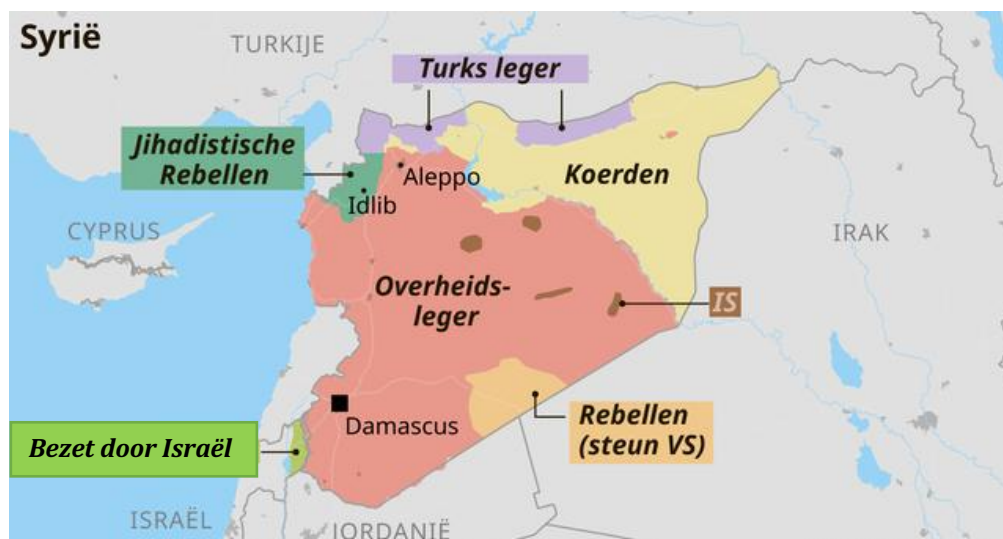 Syrië
TURKIJE
Turks leger
Jihadistische
Rebellen
Aleppo
Idlib
Koerden
CYPRUS
IRAK
Overheids-
leger
IS
Damascus
Rebellen
(steun VS)
Bezet door Israël
ISRAËL
JORDANIË